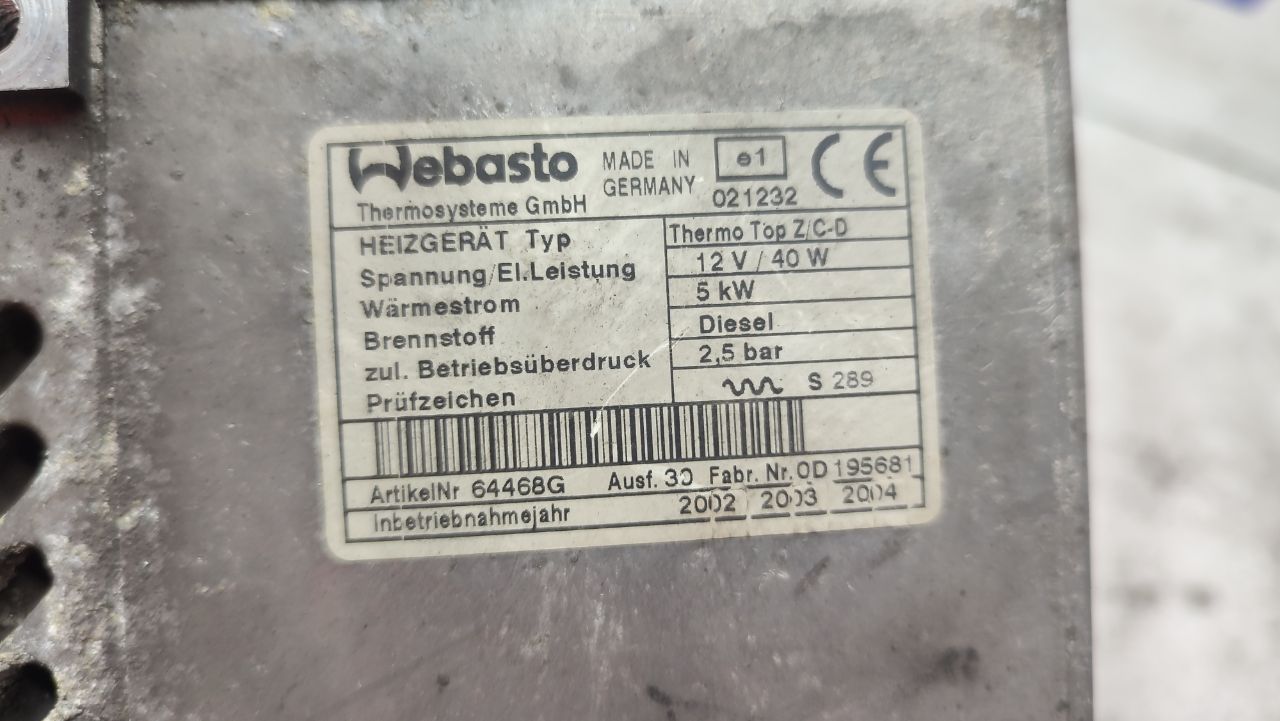 Webasto MADE IN GERMANY e1
Thermosysteme GmbH 021232 CE
HEIZGERÄT Typ Thermo Top Z/C-D
Spannung/El.Leistung 12 V / 40 W
Wärmestrom 5 kW
Brennstoff Diesel
zul. Betriebsüberdruck 2,5 bar
Prüfzeichen S 289
ArtikelNr 64468G Ausf. 30 Fabr. Nr. 0D 195681
Inbetriebnahmejahr 2002 2003 2004